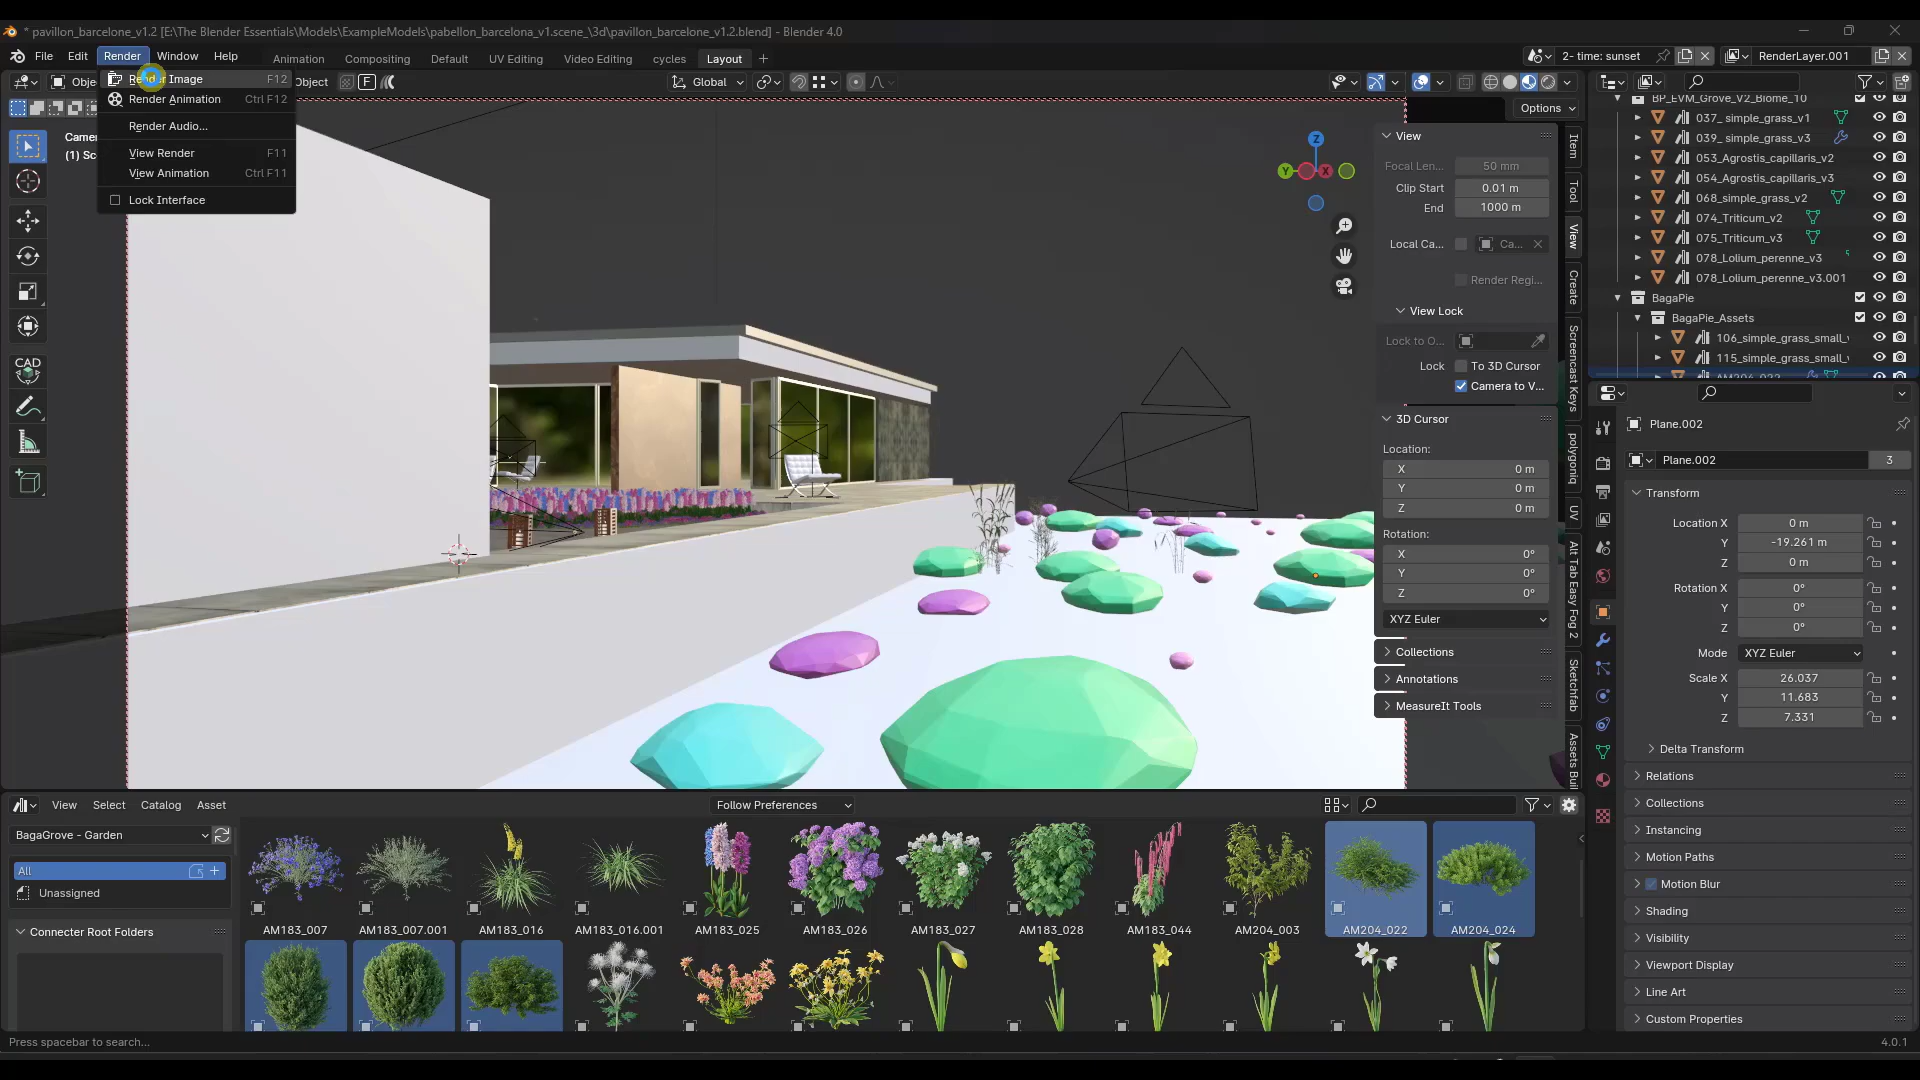 * pavillon_barcelone_v1.2 [E:\The Blender Essentials\Models\ExampleModels\pabellon_barcelona_v1.scene_\3d\pavillon_barcelone_v1.2.blend] - Blender 4.0
File Edit Render Window Help
Animation Compositing Default UV Editing Video Editing cycles Layout
2- time: sunset
RenderLayer.001
Object
Global
Options
Render Image F12
Render Animation Ctrl F12
Render Audio...
View Render F11
View Animation Ctrl F11
Lock Interface
View
Focal Len... 50 mm
Clip Start 0.01 m
End 1000 m
Local Ca... Ca...
Render Regi...
View Lock
Lock to O...
Lock To 3D Cursor
Camera to V...
3D Cursor
Location:
X 0 m
Y 0 m
Z 0 m
Rotation:
X 0°
Y 0°
Z 0°
XYZ Euler
Collections
Annotations
MeasureIt Tools
Item
Tool
View
Create
Screencast Keys
polygoniq
UV
Alt Tab Easy Fog 2
Sketchfab
Assets Buil
Z
Y
X
CAD
BP_EVM_Grove_V2_Biome_10
037_ simple_grass_v1
039_ simple_grass_v3
053_Agrostis_capillaris_v2
054_Agrostis_capillaris_v3
068_simple_grass_v2
074_Triticum_v2
075_Triticum_v3
078_Lolium_perenne_v3
078_Lolium_perenne_v3.001
BagaPie
BagaPie_Assets
106_simple_grass_small_
115_simple_grass_small_
Plane.002
Plane.002 3
Transform
Location X 0 m
Y -19.261 m
Z 0 m
Rotation X 0°
Y 0°
Z 0°
Mode XYZ Euler
Scale X 26.037
Y 11.683
Z 7.331
Delta Transform
Relations
Collections
Instancing
Motion Paths
Motion Blur
Shading
Visibility
Viewport Display
Line Art
Custom Properties
View Select Catalog Asset
Follow Preferences
BagaGrove - Garden
All
Unassigned
Connecter Root Folders
AM183_007 AM183_007.001 AM183_016 AM183_016.001 AM183_025 AM183_026 AM183_027 AM183_028 AM183_044 AM204_003 AM204_022 AM204_024
Press spacebar to search...
4.0.1